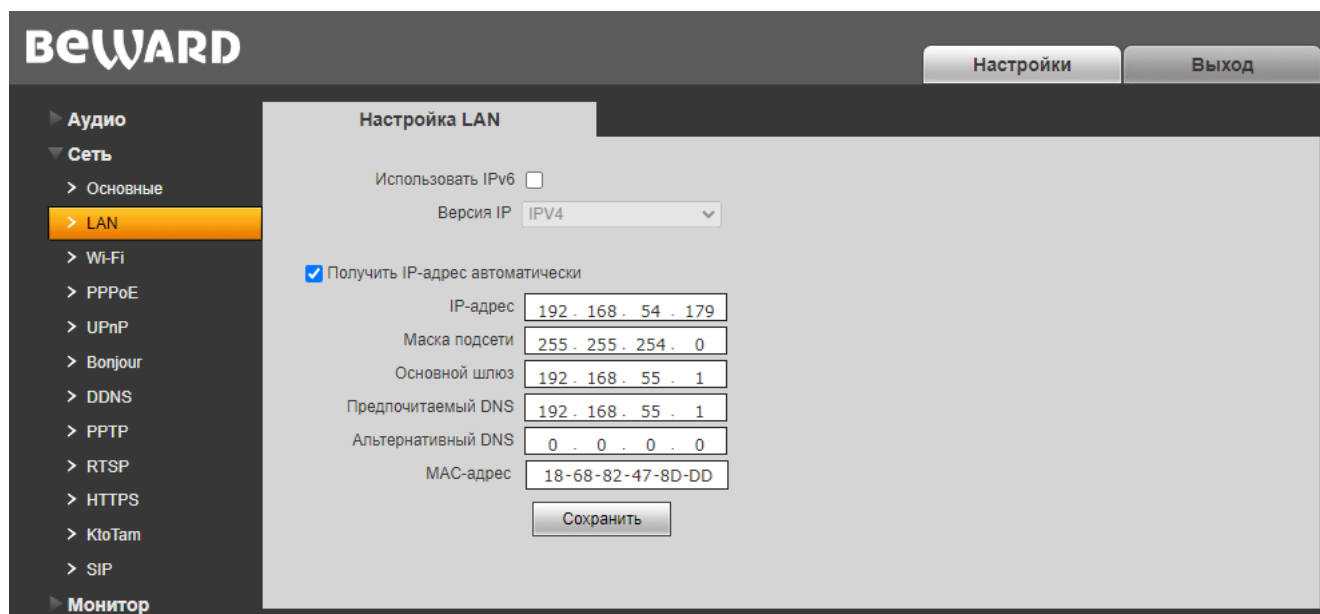 BEWARD
Настройки
Выход
Аудио
Сеть
> Основные
> LAN
> Wi-Fi
> PPPoE
> UPnP
> Bonjour
> DDNS
> PPTP
> RTSP
> HTTPS
> KtoTam
> SIP
Монитор
Настройка LAN
Использовать IPv6
Версия IP IPV4
Получить IP-адрес автоматически
IP-адрес 192 . 168 . 54 . 179
Маска подсети 255 . 255 . 254 . 0
Основной шлюз 192 . 168 . 55 . 1
Предпочитаемый DNS 192 . 168 . 55 . 1
Альтернативный DNS 0 . 0 . 0 . 0
MAC-адрес 18-68-82-47-8D-DD
Сохранить